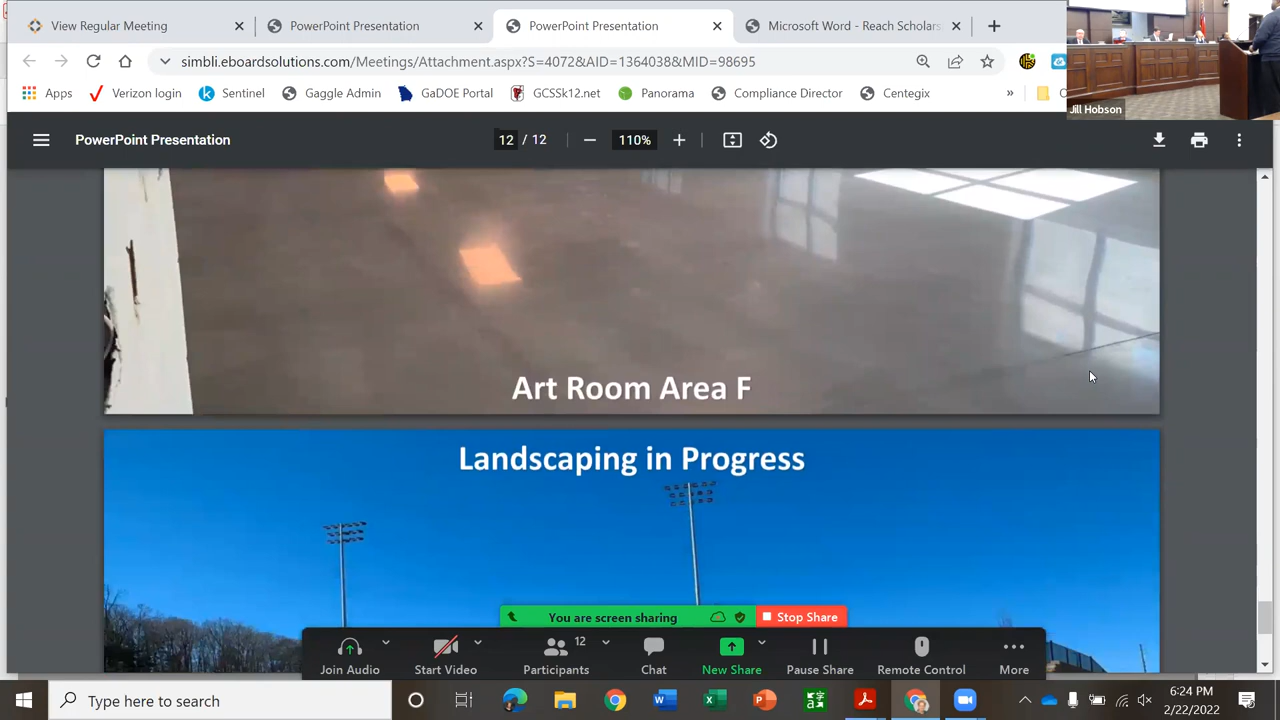 View Regular Meeting
PowerPoint Presentation
PowerPoint Presentation
Microsoft Word - Reach Scholars
simbli.eboardsolutions.com/Meetings/Attachment.aspx?S=4072&AID=1364038&MID=98695
Apps
Verizon login
Sentinel
Gaggle Admin
GaDOE Portal
GCSSk12.net
Panorama
Compliance Director
Centegix
»
Jill Hobson
PowerPoint Presentation
12 / 12
110%
Art Room Area F
Landscaping in Progress
You are screen sharing
Stop Share
Join Audio
Start Video
Participants
12
Chat
New Share
Pause Share
Remote Control
More
Type here to search
6:24 PM
2/22/2022